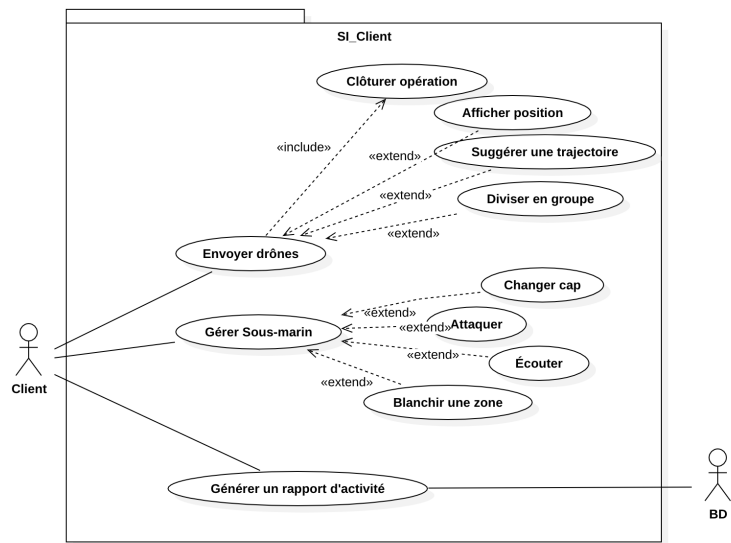 SI_Client
Clôturer opération
Afficher position
«include»
«extend»
Suggérer une trajectoire
«extend»
Diviser en groupe
«extend»
Envoyer drônes
Changer cap
«extend»
Attaquer
«extend»
Gérer Sous-marin
«extend»
Écouter
«extend»
Blanchir une zone
Client
Générer un rapport d'activité
BD